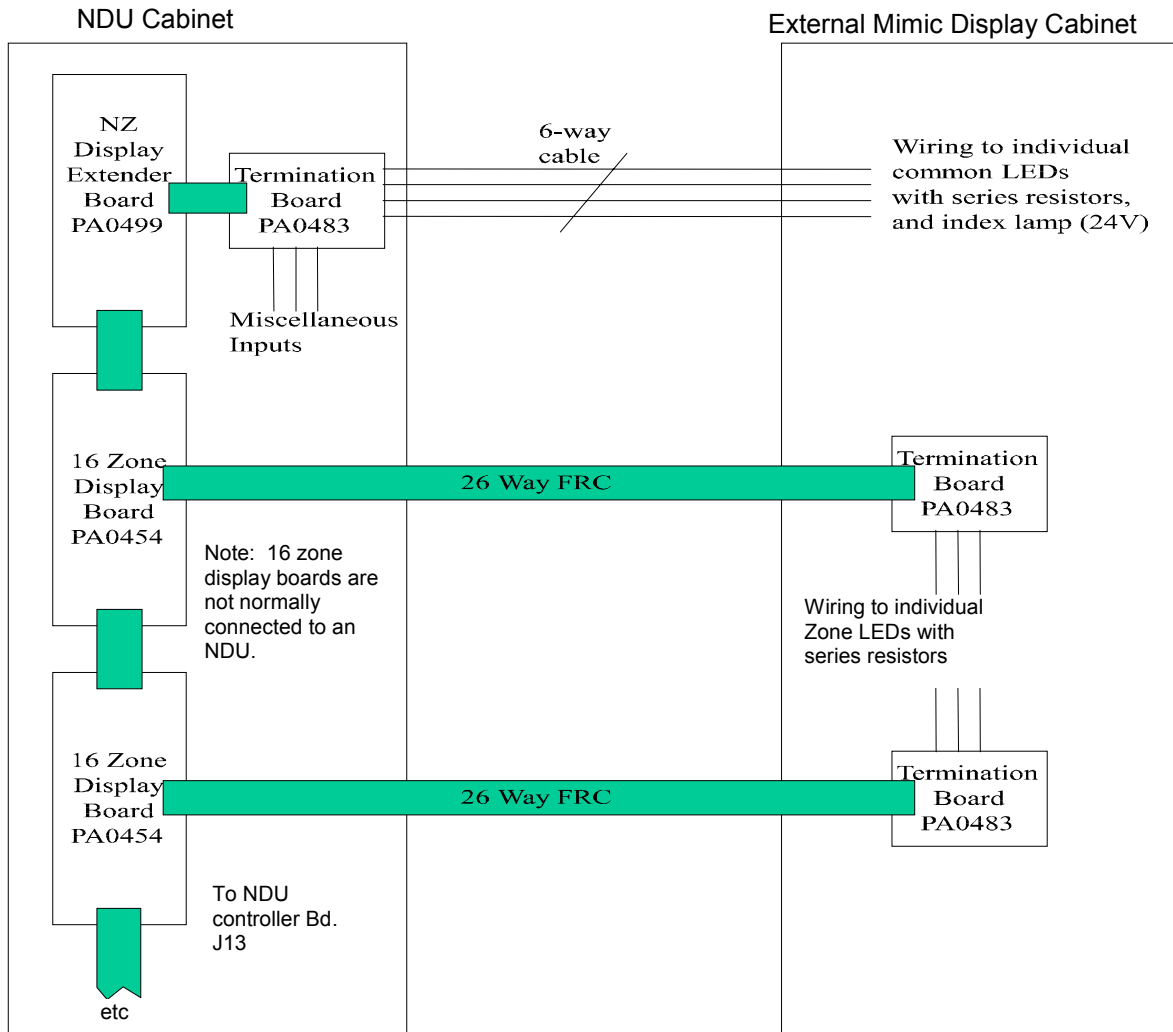 NDU Cabinet
External Mimic Display Cabinet
NZ
Display
Extender
Board
PA0499
Termination
Board
PA0483
Miscellaneous
Inputs
6-way
cable
Wiring to individual
common LEDs
with series resistors,
and index lamp (24V)
16 Zone
Display
Board
PA0454
26 Way FRC
Termination
Board
PA0483
Note: 16 zone
display boards are
not normally
connected to an
NDU.
Wiring to individual
Zone LEDs with
series resistors
16 Zone
Display
Board
PA0454
26 Way FRC
Termination
Board
PA0483
To NDU
controller Bd.
J13
etc